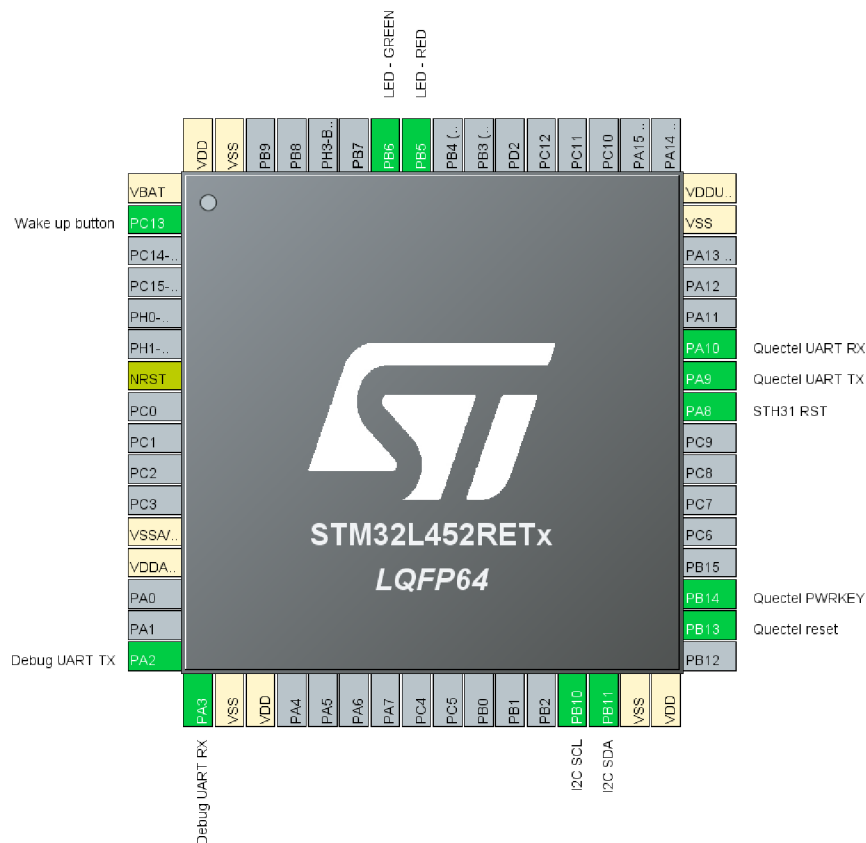 LED - GREEN
LED - RED
VDD
VSS
PB9
PB8
PH3-B..
PB7
PB6
PB5
PB4 (..
PB3 (..
PD2
PC12
PC11
PC10
PA15 ..
PA14 ..
VBAT
Wake up button PC13
PC14-..
PC15-..
PH0-..
PH1-..
NRST
PC0
PC1
PC2
PC3
VSSA/..
VDDA..
PA0
PA1
Debug UART TX PA2
VDDU..
VSS
PA13 ..
PA12
PA11
PA10 Quectel UART RX
PA9 Quectel UART TX
PA8 STH31 RST
PC9
PC8
PC7
PC6
PB15
PB14 Quectel PWRKEY
PB13 Quectel reset
PB12
ST
STM32L452RETx
LQFP64
PA3
VSS
VDD
PA4
PA5
PA6
PA7
PC4
PC5
PB0
PB1
PB2
PB10
PB11
VSS
VDD
Debug UART RX
I2C SCL
I2C SDA